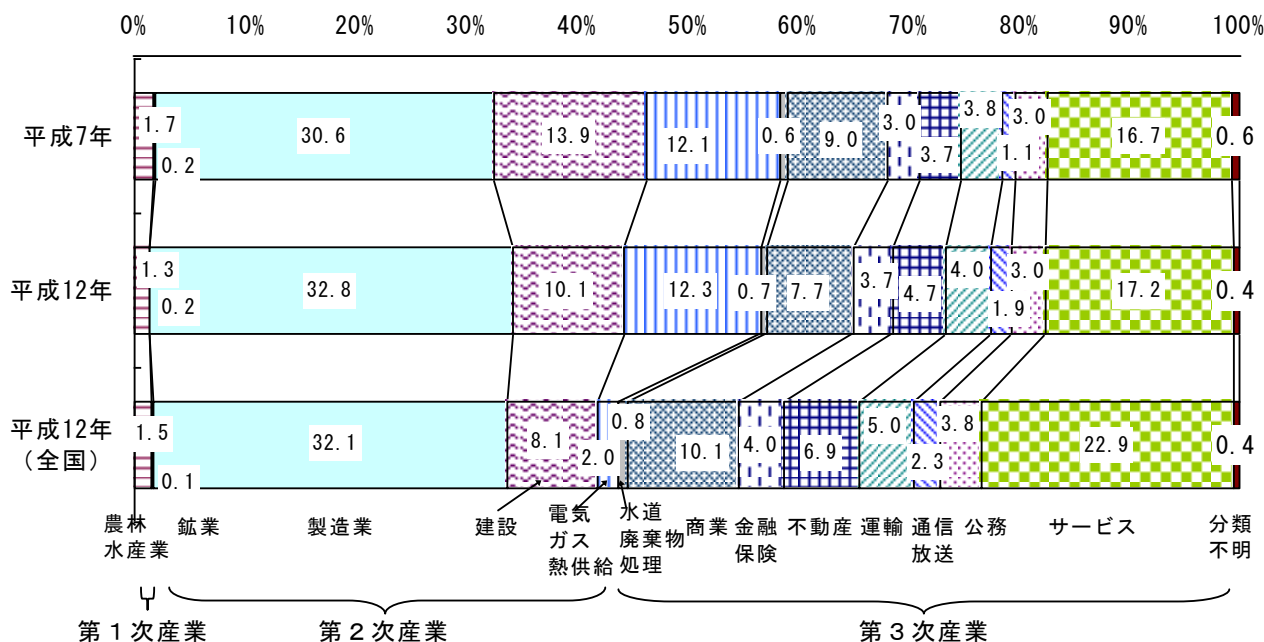 0% 10% 20% 30% 40% 50% 60% 70% 80% 90% 100%
平成7年 1.7 0.2 30.6 13.9 12.1 0.6 9.0 3.0 3.7 3.8 1.1 3.0 16.7 0.6
平成12年 1.3 0.2 32.8 10.1 12.3 0.7 7.7 3.7 4.7 4.0 1.9 3.0 17.2 0.4
平成12年
(全国) 1.5 0.1 32.1 8.1 2.0 0.8 10.1 4.0 6.9 5.0 2.3 3.8 22.9 0.4
農林
水産業
鉱業
製造業
建設
電気
ガス
熱供給
水道
廃棄物
処理
商業
金融
保険
不動産
運輸
通信
放送
公務
サービス
分類
不明
第1次産業 第2次産業 第3次産業